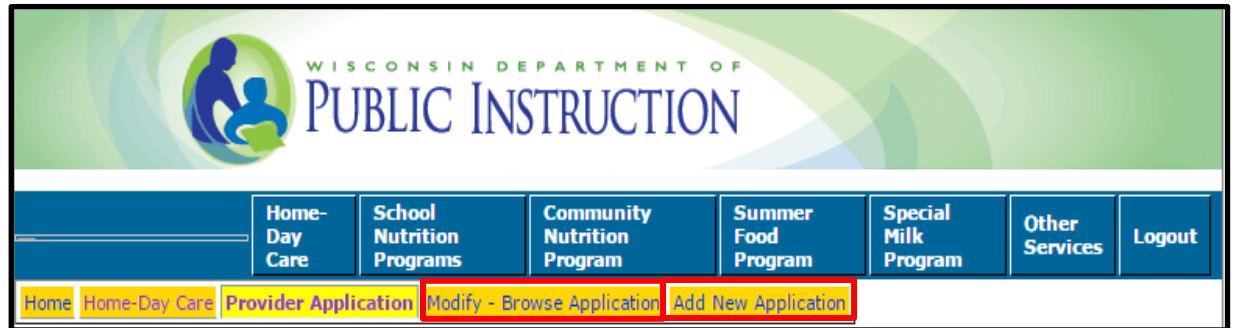 WISCONSIN DEPARTMENT OF
PUBLIC INSTRUCTION
Home-
Day
Care
School
Nutrition
Programs
Community
Nutrition
Program
Summer
Food
Program
Special
Milk
Program
Other
Services
Logout
Home Home-Day Care Provider Application Modify - Browse Application Add New Application